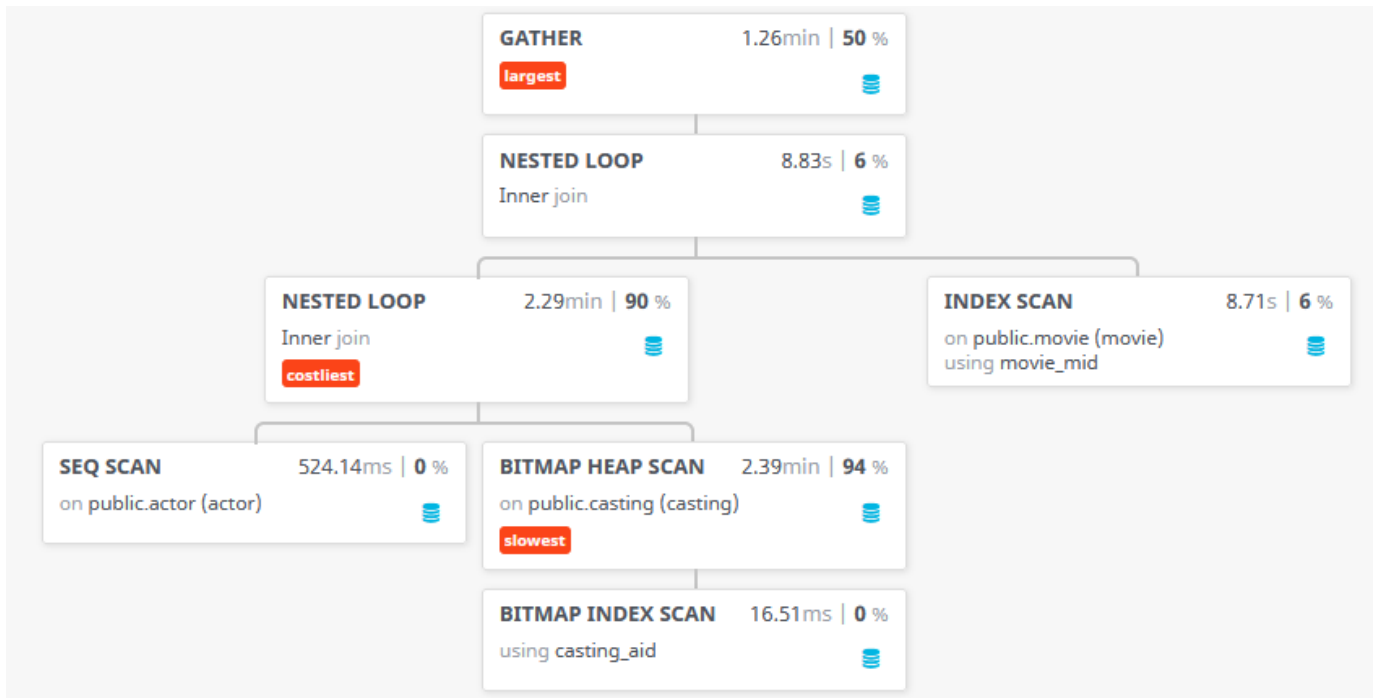 GATHER 1.26min | 50 %
largest
NESTED LOOP 8.83s | 6 %
Inner join
NESTED LOOP 2.29min | 90 %
Inner join
costliest
INDEX SCAN 8.71s | 6 %
on public.movie (movie)
using movie_mid
SEQ SCAN 524.14ms | 0 %
on public.actor (actor)
BITMAP HEAP SCAN 2.39min | 94 %
on public.casting (casting)
slowest
BITMAP INDEX SCAN 16.51ms | 0 %
using casting_aid